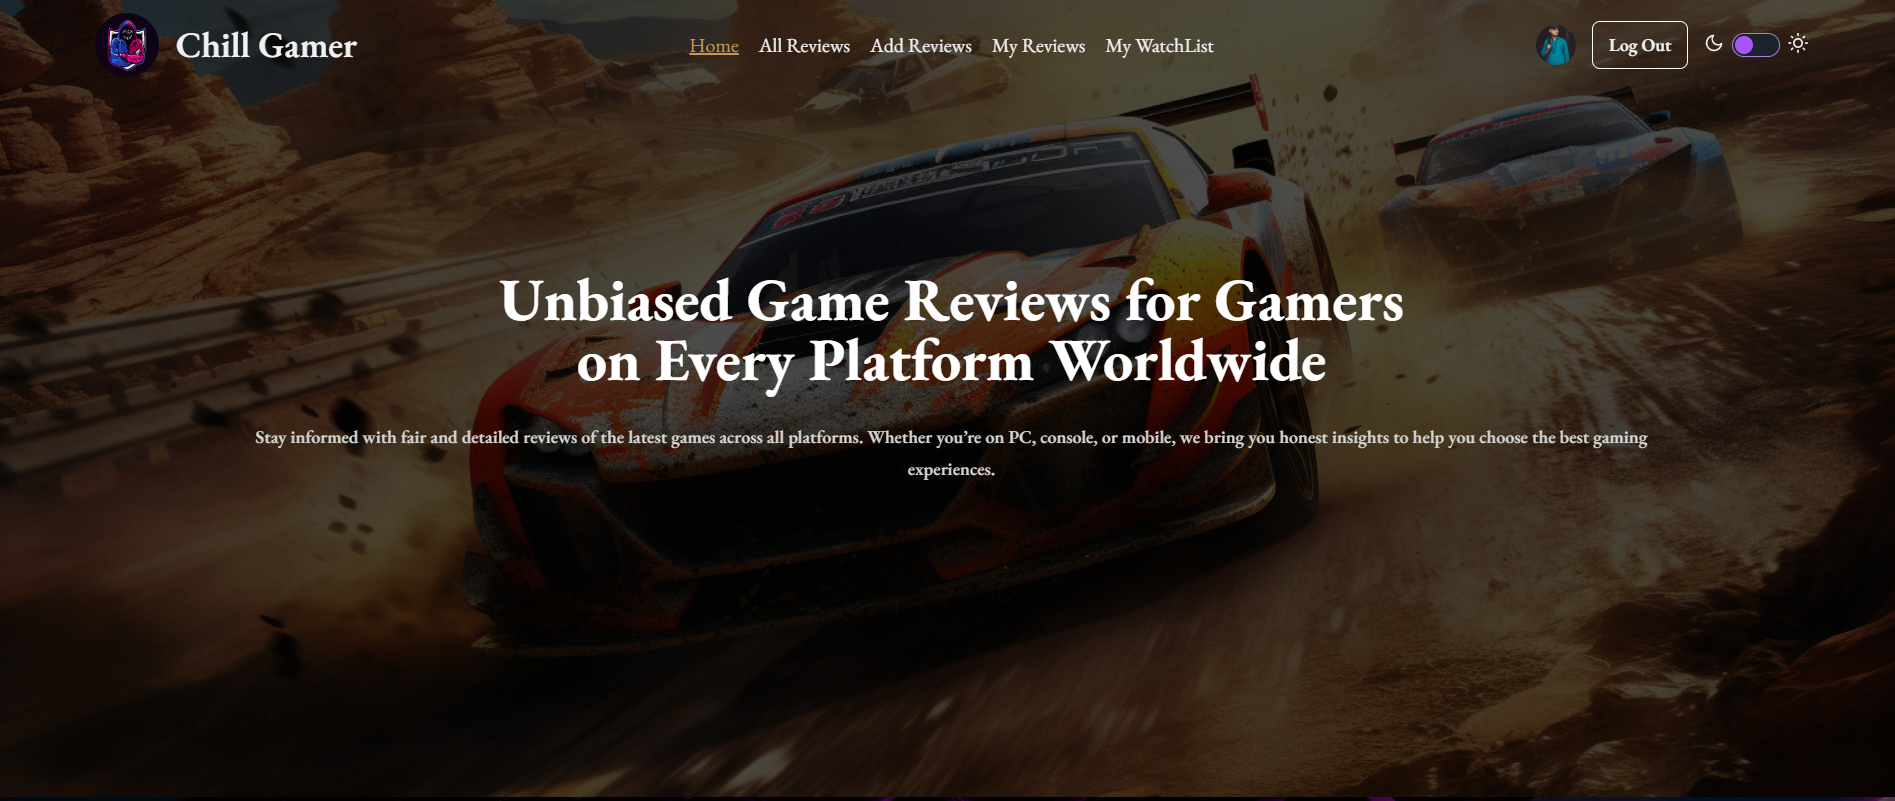 Chill Gamer
Home All Reviews Add Reviews My Reviews My WatchList
Log Out
Unbiased Game Reviews for Gamers
on Every Platform Worldwide
Stay informed with fair and detailed reviews of the latest games across all platforms. Whether you’re on PC, console, or mobile, we bring you honest insights to help you choose the best gaming
experiences.